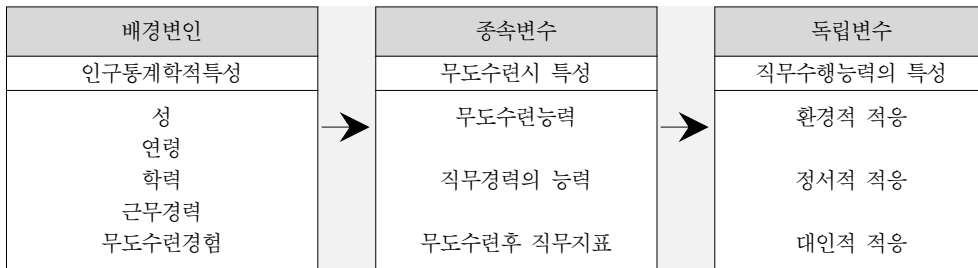 배경변인
인구통계학적특성
성
연령
학력
근무경력
무도수련경험
종속변수
무도수련시 특성
무도수련능력
직무경력의 능력
무도수련후 직무지표
독립변수
직무수행능력의 특성
환경적 적응
정서적 적응
대인적 적응